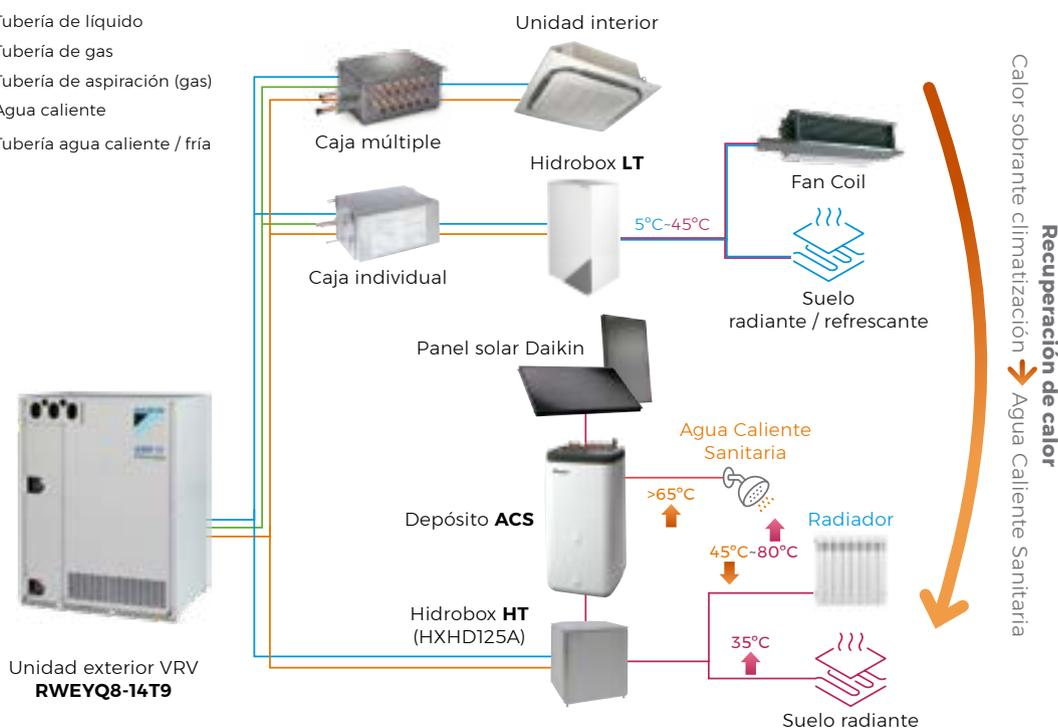 Tubería de líquido
Tubería de gas
Tubería de aspiración (gas)
Agua caliente
Tubería agua caliente / fría
Unidad interior
Caja múltiple
Hidrobox LT
Fan Coil
5°C~45°C
Caja individual
Suelo
radiante / refrescante
Panel solar Daikin
Agua Caliente
Sanitaria
>65°C
Depósito ACS
Radiador
45°C~80°C
Hidrobox HT
(HXHD125A)
35°C
Unidad exterior VRV
RWEYQ8-14T9
Suelo radiante
Calor sobrante climatización → Agua Caliente Sanitaria
Recuperación de calor